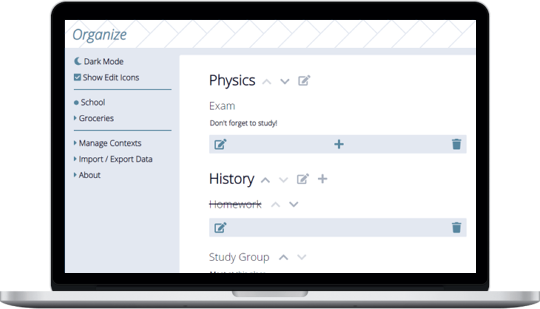 Organize
Dark Mode
Show Edit Icons
School
Groceries
Manage Contexts
Import / Export Data
About
Physics
Exam
Don't forget to study!
History
Homework
Study Group